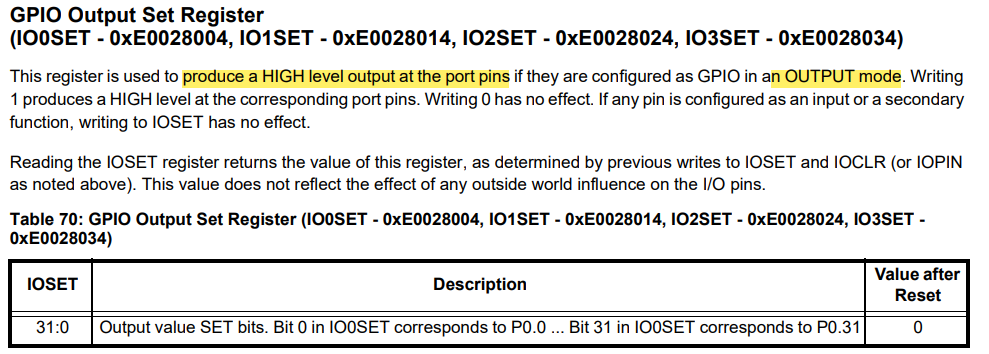 GPIO Output Set Register
(IO0SET - 0xE0028004, IO1SET - 0xE0028014, IO2SET - 0xE0028024, IO3SET - 0xE0028034)
This register is used to produce a HIGH level output at the port pins if they are configured as GPIO in an OUTPUT mode. Writing
1 produces a HIGH level at the corresponding port pins. Writing 0 has no effect. If any pin is configured as an input or a secondary
function, writing to IOSET has no effect.
Reading the IOSET register returns the value of this register, as determined by previous writes to IOSET and IOCLR (or IOPIN
as noted above). This value does not reflect the effect of any outside world influence on the I/O pins.
Table 70: GPIO Output Set Register (IO0SET - 0xE0028004, IO1SET - 0xE0028014, IO2SET - 0xE0028024, IO3SET -
0xE0028034)
IOSET Description Value after
Reset
31:0 Output value SET bits. Bit 0 in IO0SET corresponds to P0.0 ... Bit 31 in IO0SET corresponds to P0.31 0